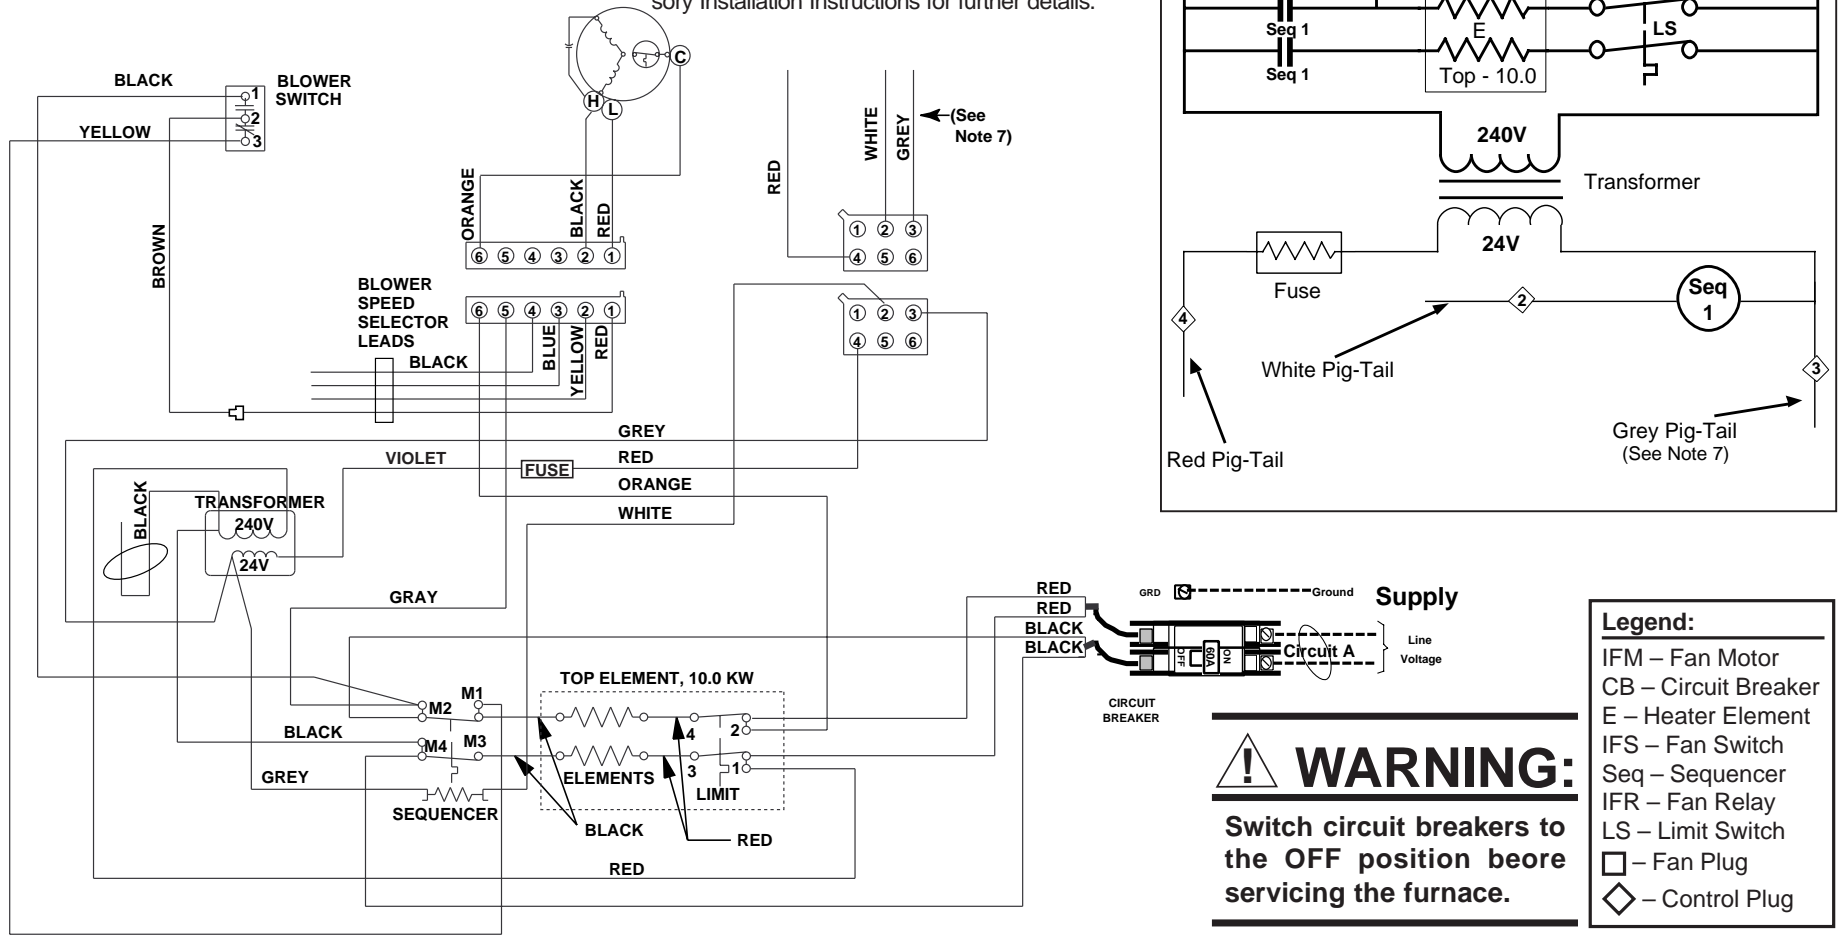 sory Installation Instructions for further details.
BLACK
YELLOW
1
2
3
BLOWER
SWITCH
BROWN
H
L
C
ORANGE
BLACK
RED
6 5 4 3 2 1
BLOWER
SPEED
SELECTOR
LEADS
6 5 4 3 2 1
BLACK
BLUE
YELLOW
RED
RED
WHITE
GREY
(See
Note 7)
1 2 3
4 5 6
1 2 3
4 5 6
GREY
VIOLET
FUSE
RED
ORANGE
WHITE
BLACK
TRANSFORMER
240V
24V
GRAY
TOP ELEMENT, 10.0 KW
M1
M2
M3
M4
BLACK
GREY
SEQUENCER
ELEMENTS
4
2
3
1
LIMIT
BLACK
RED
RED
RED
RED
BLACK
BLACK
GRD
Ground
Supply
Line
Voltage
Circuit A
OFF
60A
ON
CIRCUIT
BREAKER
Seq 1
E
LS
Seq 1
Top - 10.0
240V
Transformer
24V
Fuse
Seq
1
2
4
3
White Pig-Tail
Red Pig-Tail
Grey Pig-Tail
(See Note 7)
! WARNING:
Switch circuit breakers to
the OFF position beore
servicing the furnace.
Legend:
IFM – Fan Motor
CB – Circuit Breaker
E – Heater Element
IFS – Fan Switch
Seq – Sequencer
IFR – Fan Relay
LS – Limit Switch
– Fan Plug
– Control Plug